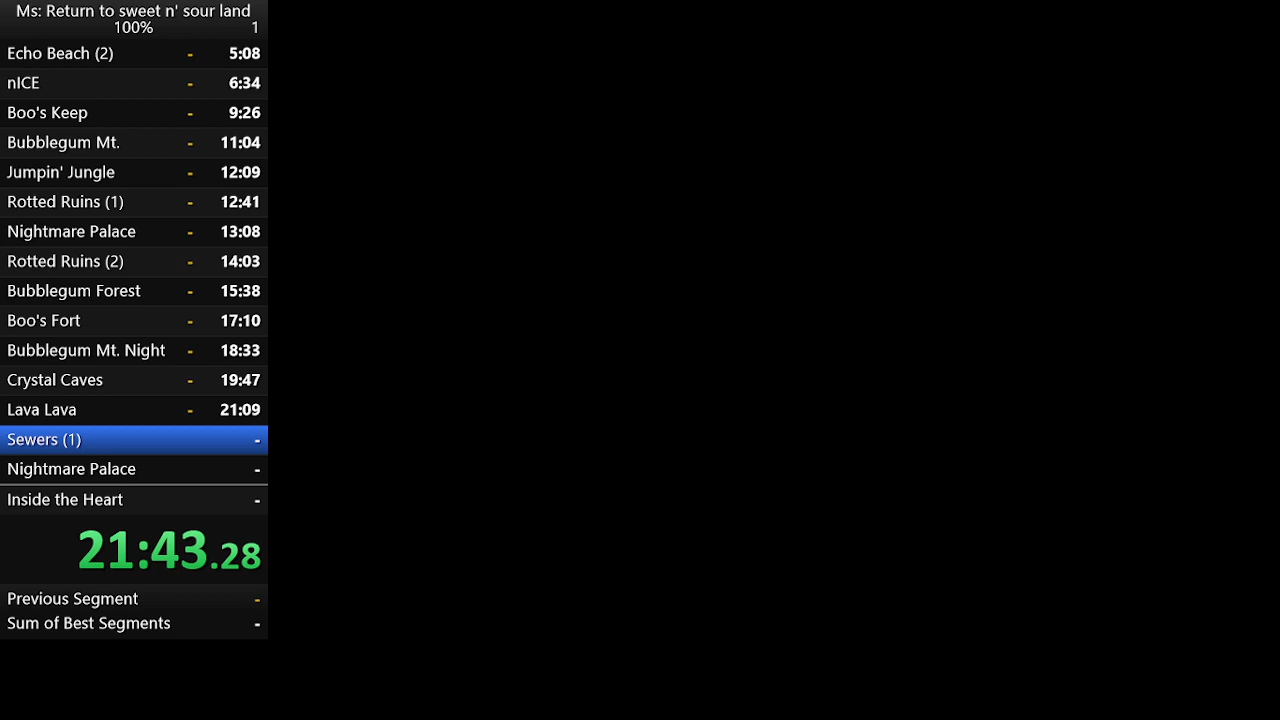 Ms: Return to sweet n' sour land
100% 1
Echo Beach (2) - 5:08
nICE - 6:34
Boo's Keep - 9:26
Bubblegum Mt. - 11:04
Jumpin' Jungle - 12:09
Rotted Ruins (1) - 12:41
Nightmare Palace - 13:08
Rotted Ruins (2) - 14:03
Bubblegum Forest - 15:38
Boo's Fort - 17:10
Bubblegum Mt. Night - 18:33
Crystal Caves - 19:47
Lava Lava - 21:09
Sewers (1) -
Nightmare Palace -
Inside the Heart -
21:43.28
Previous Segment -
Sum of Best Segments -